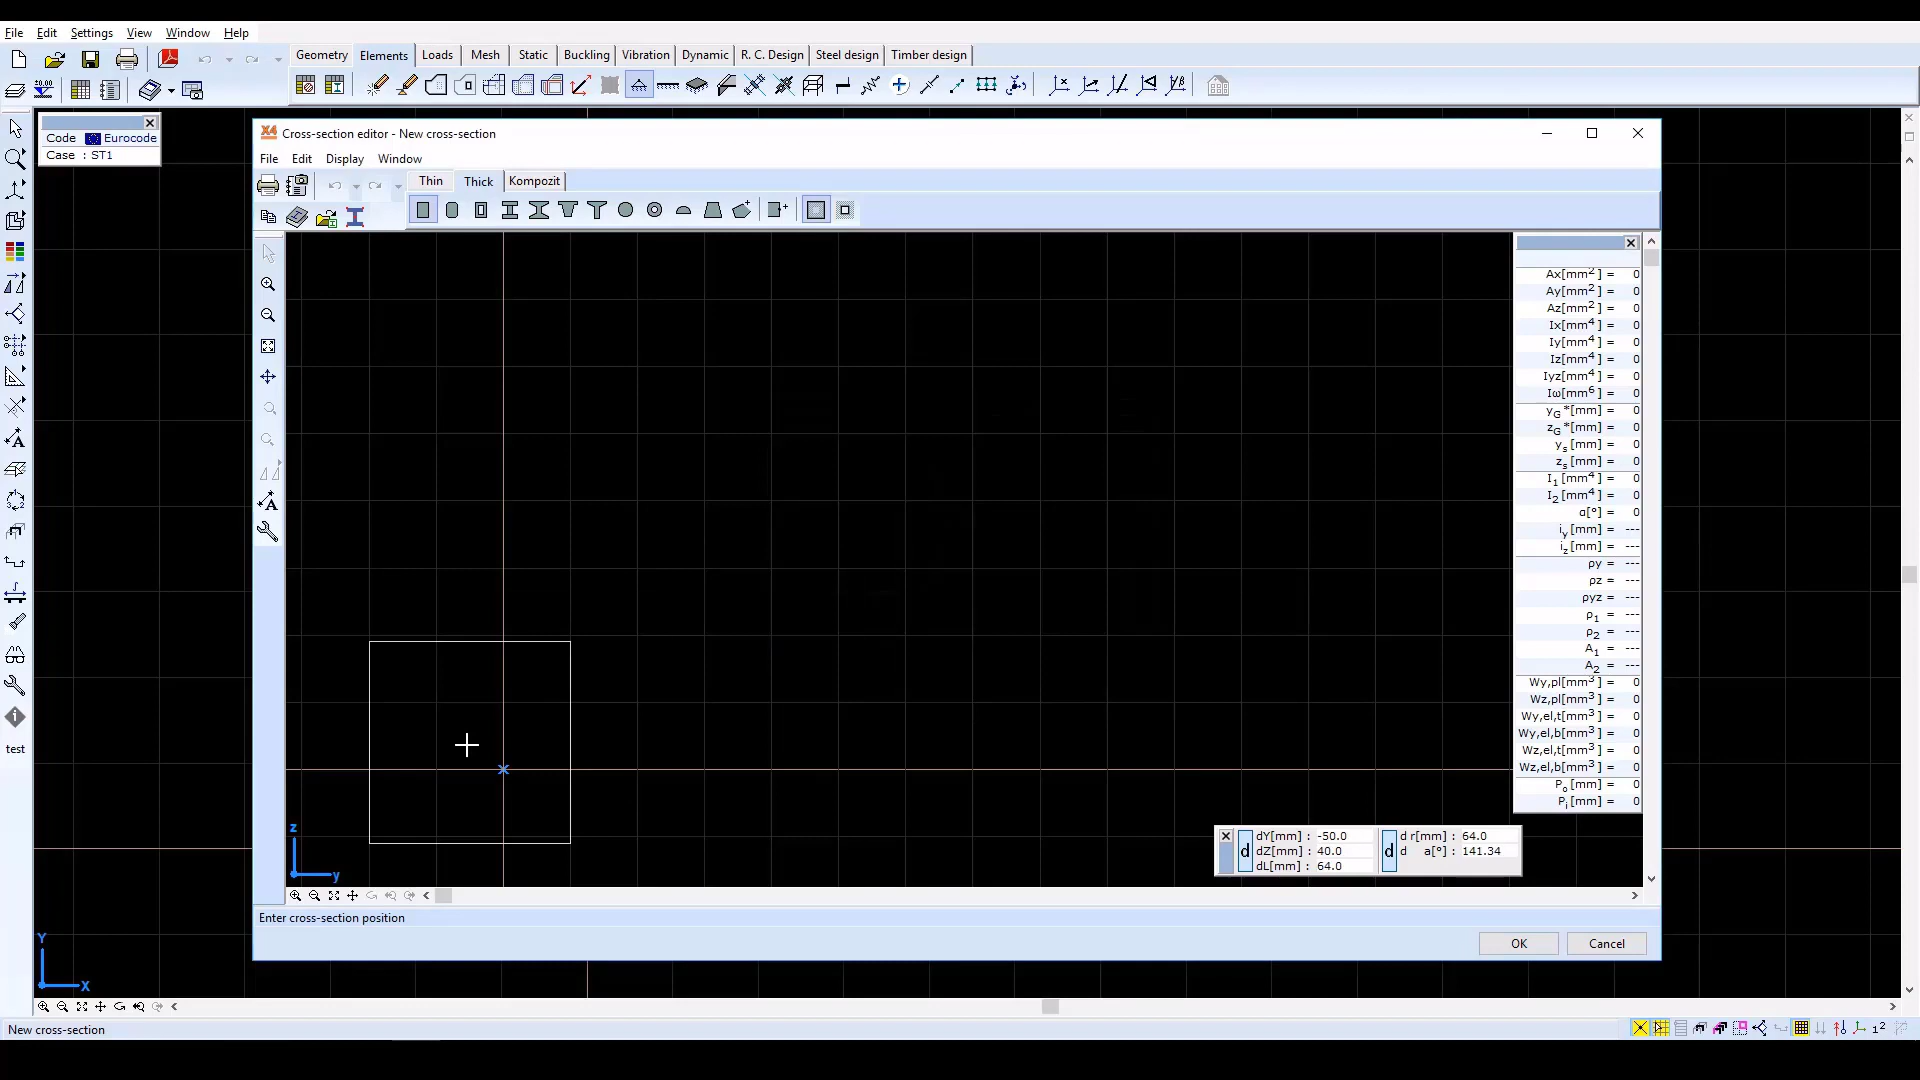 File Edit Settings View Window Help
Geometry Elements Loads Mesh Static Buckling Vibration Dynamic R. C. Design Steel design Timber design
Code Eurocode
Case : ST1
X4 Cross-section editor - New cross-section
File Edit Display Window
Thin Thick Kompozit
Ax[mm2] = 0
Ay[mm2] = 0
Az[mm2] = 0
Ix[mm4] = 0
Iy[mm4] = 0
Iz[mm4] = 0
Iyz[mm4] = 0
Iω[mm6] = 0
yG *[mm] = 0
zG *[mm] = 0
ys [mm] = 0
zs [mm] = 0
I1 [mm4] = 0
I2 [mm4] = 0
α[°] = 0
iy [mm] = ---
iz [mm] = ---
ρy = ---
ρz = ---
ρyz = ---
ρ1 = ---
ρ2 = ---
A1 = ---
A2 = ---
Wy,pl[mm3] = 0
Wz,pl[mm3] = 0
Wy,el,t[mm3] = 0
Wy,el,b[mm3] = 0
Wz,el,t[mm3] = 0
Wz,el,b[mm3] = 0
Po [mm] = 0
Pi [mm] = 0
test
z
y
d dY[mm] : -50.0 d d r[mm] : 64.0
dZ[mm] : 40.0 d a[°] : 141.34
dL[mm] : 64.0
Enter cross-section position
OK Cancel
Y
X
New cross-section